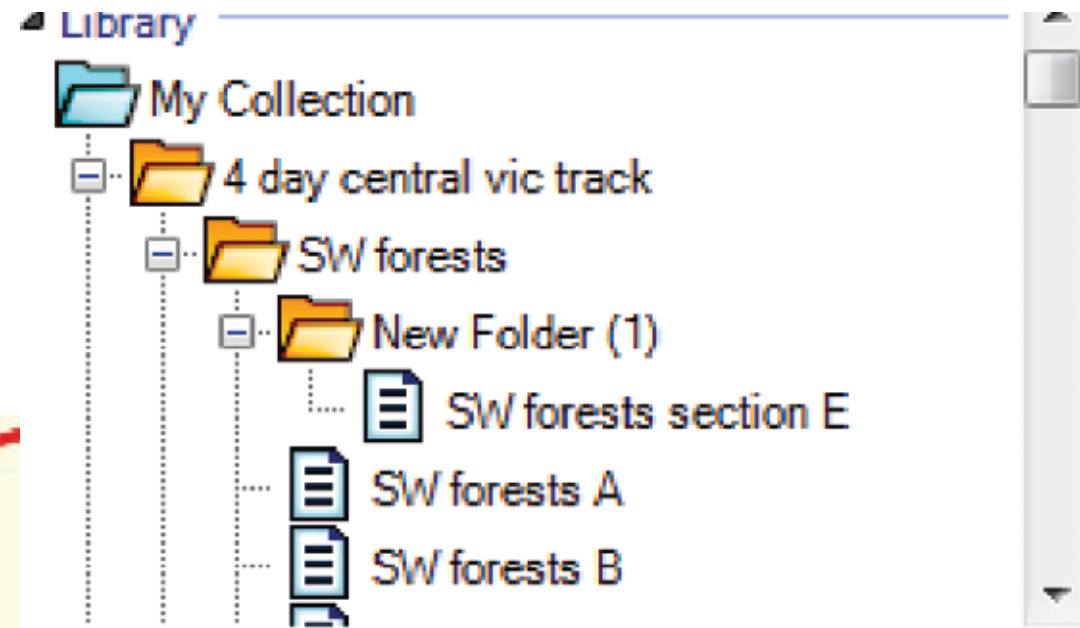 Library
My Collection
4 day central vic track
SW forests
New Folder (1)
SW forests section E
SW forests A
SW forests B